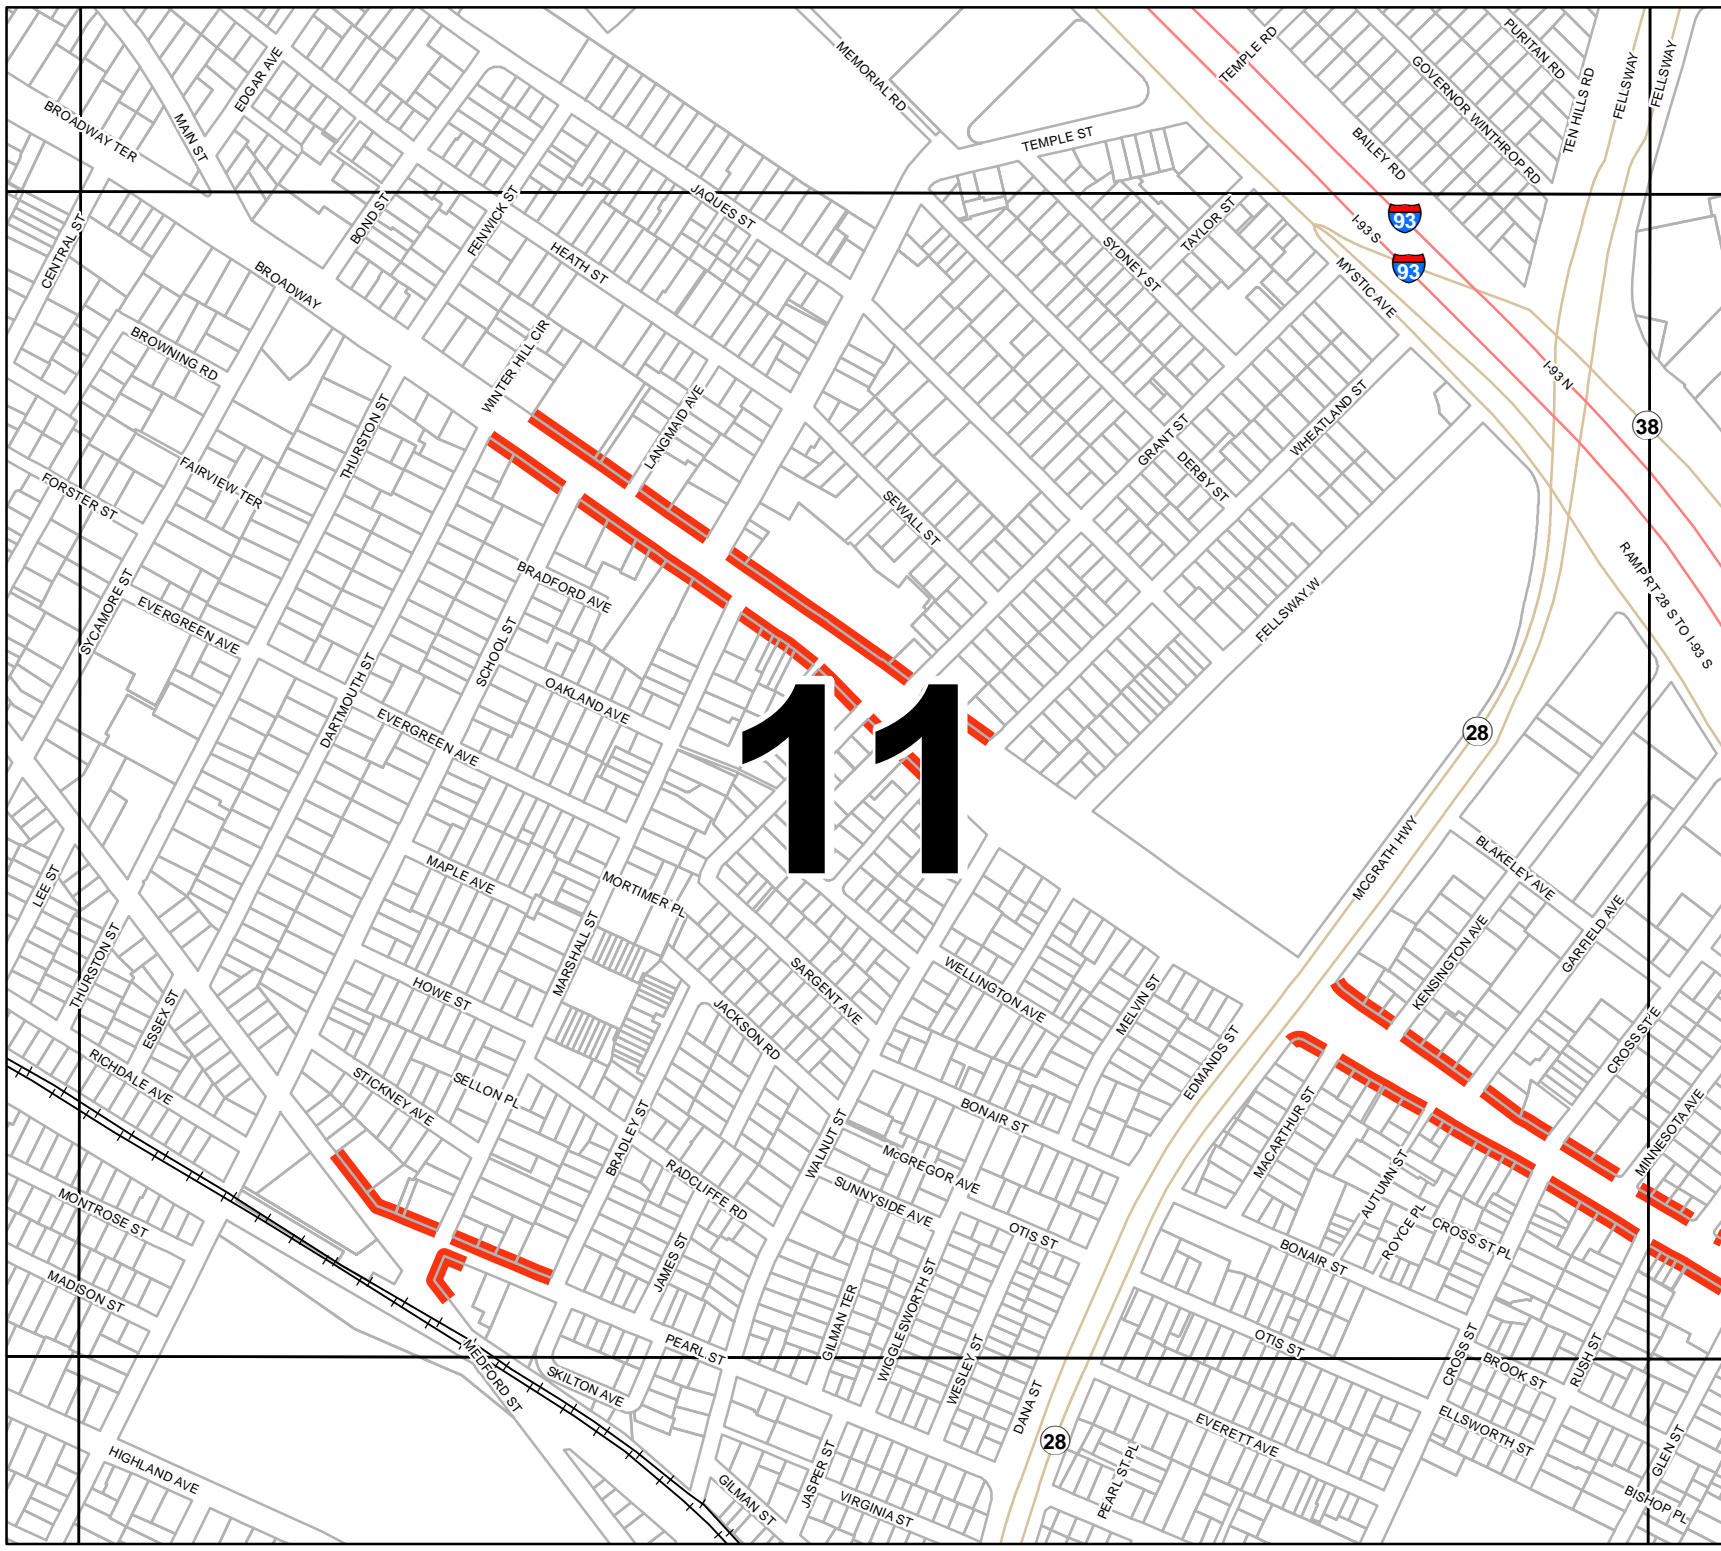 MEMORIAL RD
TEMPLE RD
PURITAN RD
GOVERNOR WINTHROP RD
TEN HILLS RD
FELLSWAY
FELLSWAY
EDGAR AVE
MAIN ST
BROADWAY TER
TEMPLE ST
BAILEY RD
JAQUES ST
TAYLOR ST
I-93 S
93
93
CENTRAL ST
BOND ST
FENWICK ST
HEATH ST
SYDNEY ST
MYSTIC AVE
BROADWAY
BROWNING RD
WINTER HILL CIR
I-93 N
THURSTON ST
LANGMAID AVE
GRANT ST
WHEATLAND ST
38
FAIRVIEW TER
FORSTER ST
DERBY ST
SEWALL ST
BRADFORD AVE
SYCAMORE ST
EVERGREEN AVE
FELLSWAY W
RAMP RT 28 S TO I-93 S
SCHOOL ST
DARTMOUTH ST
OAKLAND AVE
EVERGREEN AVE
11
28
MCGRATH HWY
BLAKELEY AVE
LEE ST
MAPLE AVE
MORTIMER PL
MARSHALL ST
KENSINGTON AVE
GARFIELD AVE
THURSTON ST
ESSEX ST
HOWE ST
SARGENT AVE
WELLINGTON AVE
MELVIN ST
JACKSON RD
CROSS ST E
EDMANDS ST
RICHDALE AVE
STICKNEY AVE
SELLON PL
BRADLEY ST
BONAIR ST
WALNUT ST
MACARTHUR ST
MINNESOTA AVE
McGREGOR AVE
RADCLIFFE RD
SUNNYSIDE AVE
AUTUMN ST
ROYCE PL
CROSS ST PL
MONTROSE ST
OTIS ST
BONAIR ST
JAMES ST
MADISON ST
GILMAN TER
WIGGLESWORTH ST
WESLEY ST
PEARL ST
MEDFORD ST
SKILTON AVE
OTIS ST
CROSS ST
BROOK ST
RUSH ST
DANA ST
28
EVERETT AVE
ELLSWORTH ST
GLEN ST
HIGHLAND AVE
GILMAN ST
JASPER ST
VIRGINIA ST
PEARL ST PL
BISHOP PL